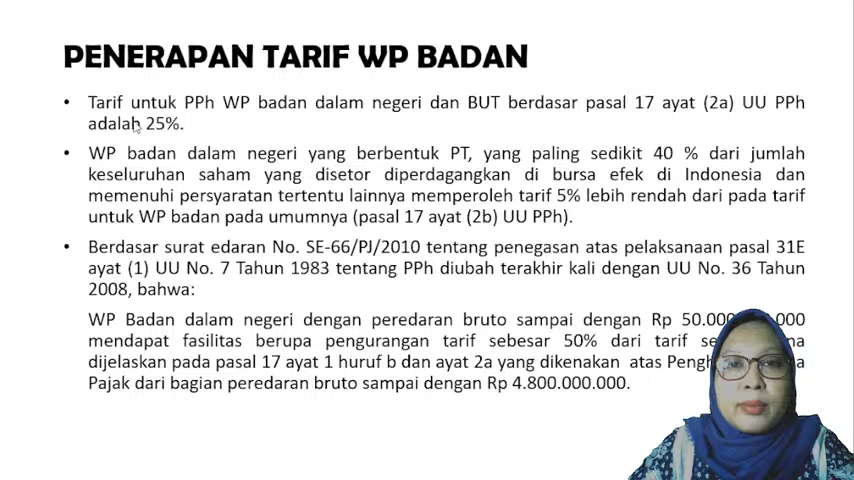 PENERAPAN TARIF WP BADAN
• Tarif untuk PPh WP badan dalam negeri dan BUT berdasar pasal 17 ayat (2a) UU PPh
adalah 25%.
• WP badan dalam negeri yang berbentuk PT, yang paling sedikit 40 % dari jumlah
keseluruhan saham yang disetor diperdagangkan di bursa efek di Indonesia dan
memenuhi persyaratan tertentu lainnya memperoleh tarif 5% lebih rendah dari pada tarif
untuk WP badan pada umumnya (pasal 17 ayat (2b) UU PPh).
• Berdasar surat edaran No. SE-66/PJ/2010 tentang penegasan atas pelaksanaan pasal 31E
ayat (1) UU No. 7 Tahun 1983 tentang PPh diubah terakhir kali dengan UU No. 36 Tahun
2008, bahwa:
WP Badan dalam negeri dengan peredaran bruto sampai dengan Rp
mendapat fasilitas berupa pengurangan tarif sebesar 50% dari tarif
dijelaskan pada pasal 17 ayat 1 huruf b dan ayat 2a yang dikenakan atas
Pajak dari bagian peredaran bruto sampai dengan Rp 4.800.000.000.